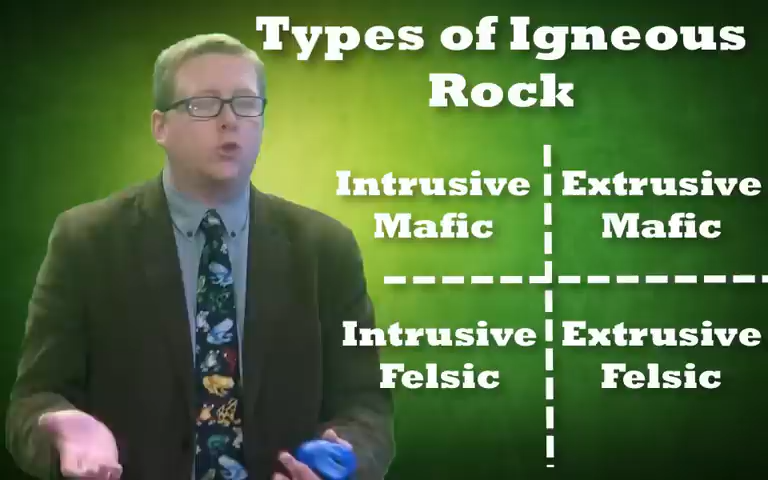 Types of Igneous
Rock
Intrusive
Mafic
Extrusive
Mafic
Intrusive
Felsic
Extrusive
Felsic